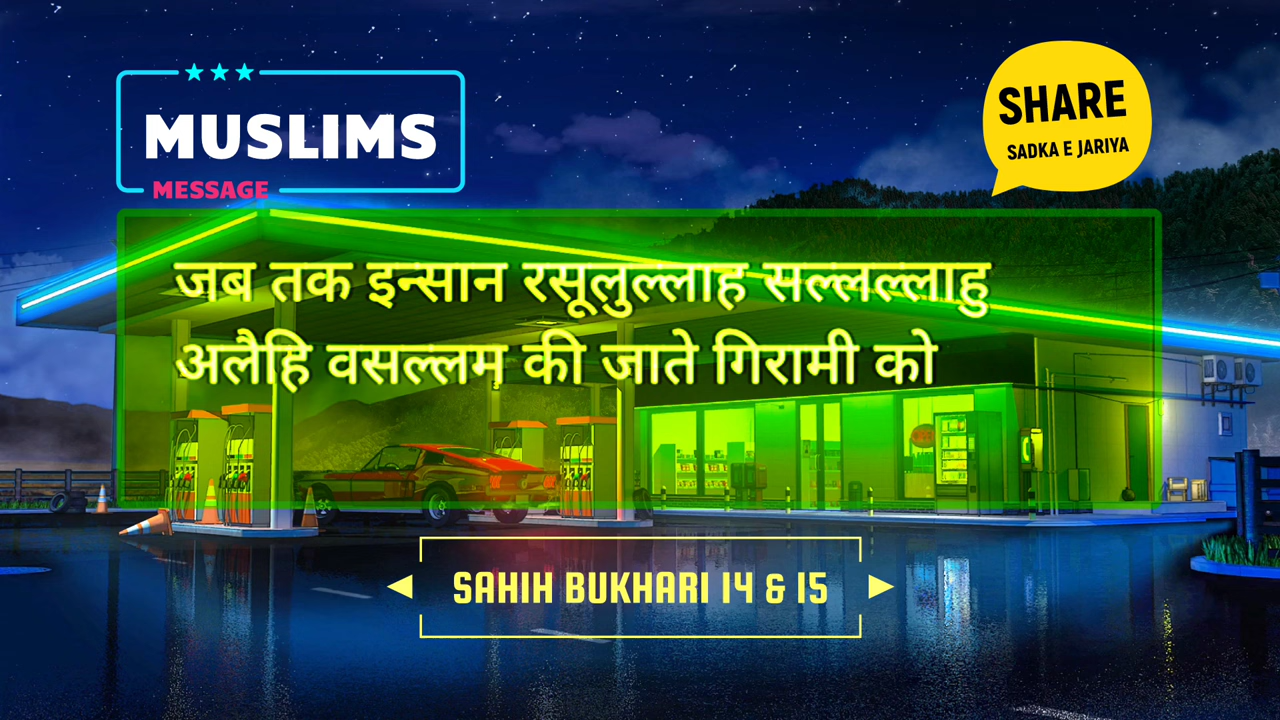 MUSLIMS
MESSAGE
SHARE
SADKA E JARIYA
जब तक इन्सान रसूलुल्लाह सल्लल्लाहु
अलैहि वसल्लम की जाते गिरामी को
SAHIH BUKHARI 14 & 15